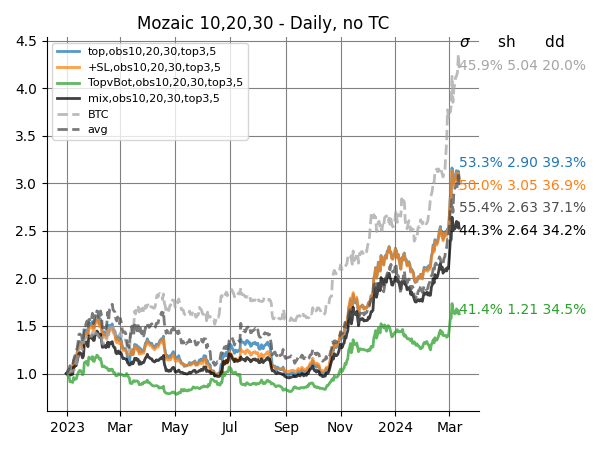 Mozaic 10,20,30 - Daily, no TC
σ sh dd
top,obs10,20,30,top3,5
+SL,obs10,20,30,top3,5
TopvBot,obs10,20,30,top3,5
mix,obs10,20,30,top3,5
BTC
avg
45.9% 5.04 20.0%
53.3% 2.90 39.3%
50.0% 3.05 36.9%
55.4% 2.63 37.1%
44.3% 2.64 34.2%
41.4% 1.21 34.5%
4.5
4.0
3.5
3.0
2.5
2.0
1.5
1.0
2023 Mar May Jul Sep Nov 2024 Mar